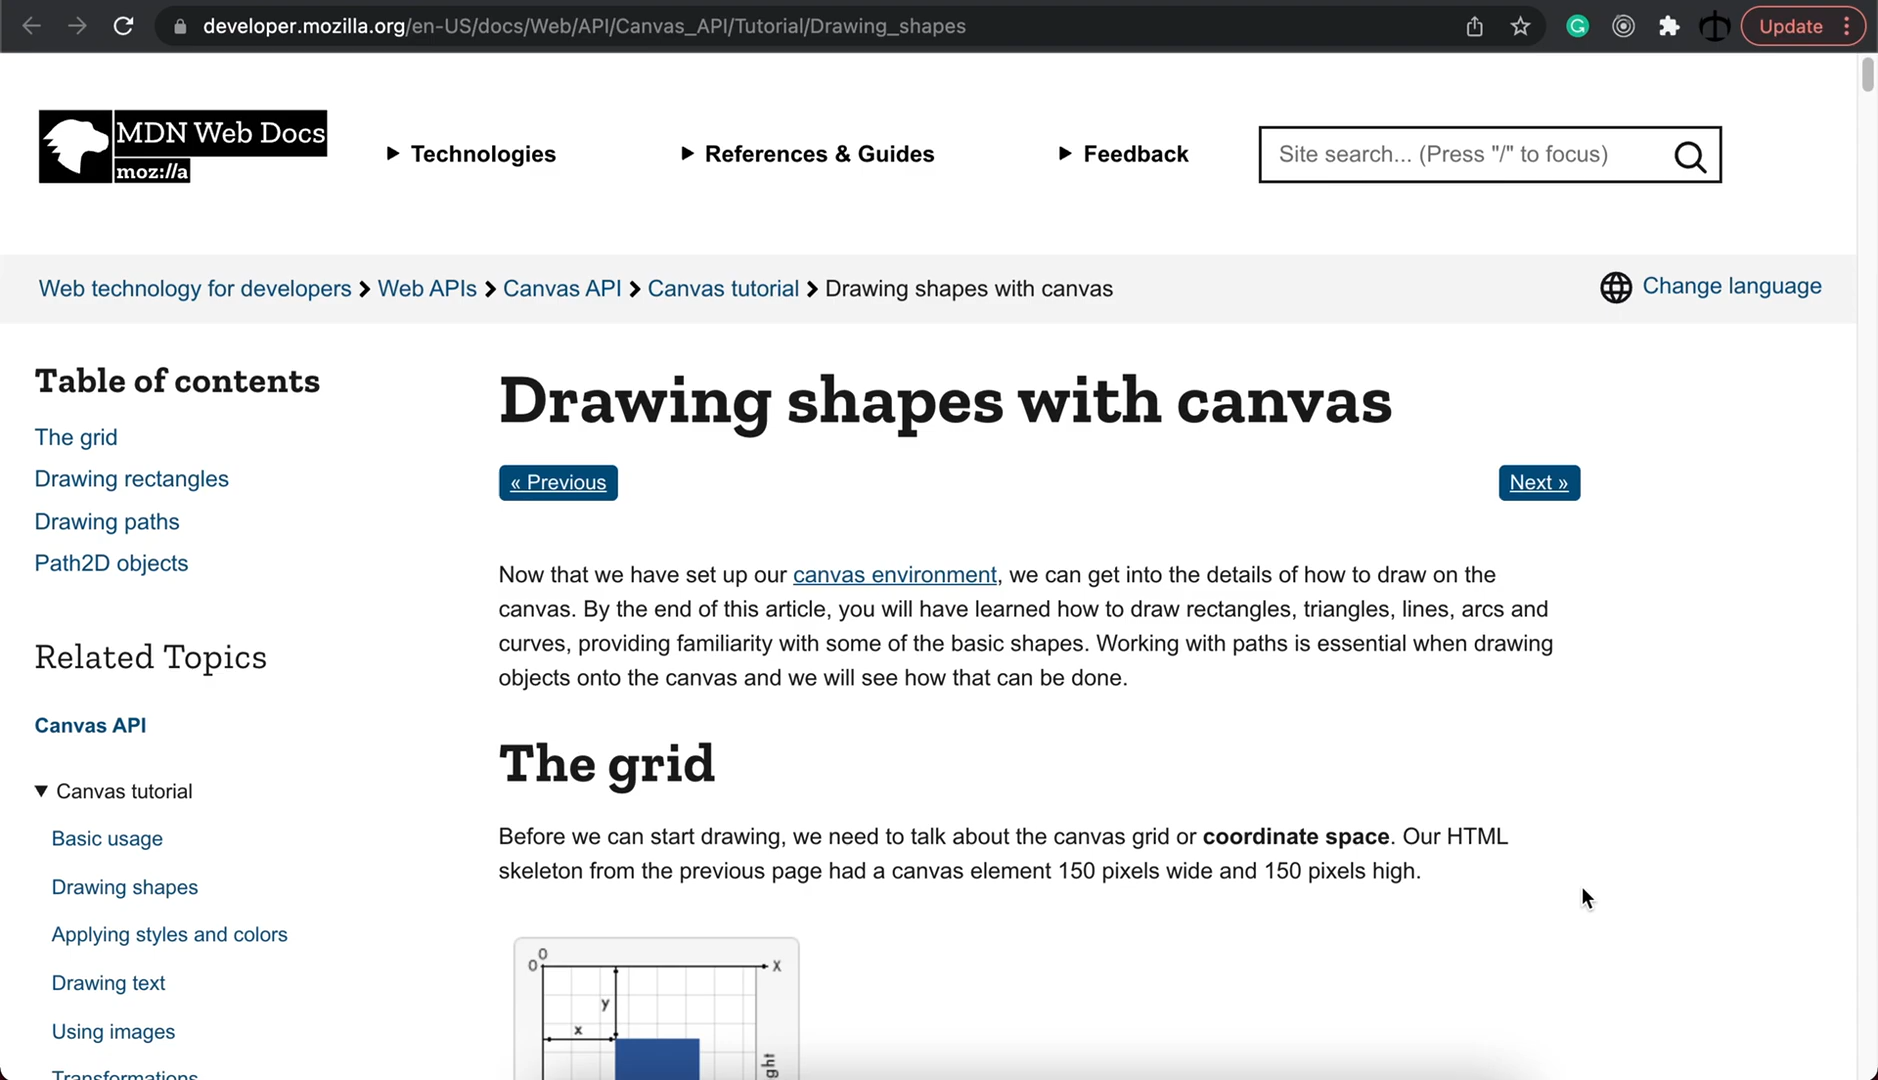 developer.mozilla.org/en-US/docs/Web/API/Canvas_API/Tutorial/Drawing_shapes
Update
MDN Web Docs
moz://a
Technologies
References & Guides
Feedback
Site search... (Press "/" to focus)
Web technology for developers
Web APIs
Canvas API
Canvas tutorial
Drawing shapes with canvas
Change language
Table of contents
The grid
Drawing rectangles
Drawing paths
Path2D objects
Related Topics
Canvas API
Canvas tutorial
Basic usage
Drawing shapes
Applying styles and colors
Drawing text
Using images
Transformations
Drawing shapes with canvas
« Previous
Next »
Now that we have set up our canvas environment, we can get into the details of how to draw on the
canvas. By the end of this article, you will have learned how to draw rectangles, triangles, lines, arcs and
curves, providing familiarity with some of the basic shapes. Working with paths is essential when drawing
objects onto the canvas and we will see how that can be done.
The grid
Before we can start drawing, we need to talk about the canvas grid or coordinate space. Our HTML
skeleton from the previous page had a canvas element 150 pixels wide and 150 pixels high.
0
0
x
y
x